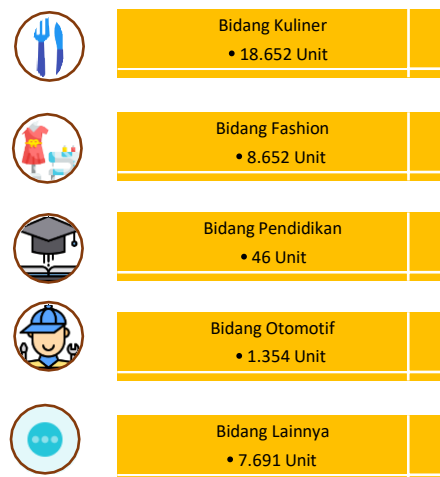 Bidang Kuliner
• 18.652 Unit
Bidang Fashion
• 8.652 Unit
Bidang Pendidikan
• 46 Unit
Bidang Otomotif
• 1.354 Unit
Bidang Lainnya
• 7.691 Unit